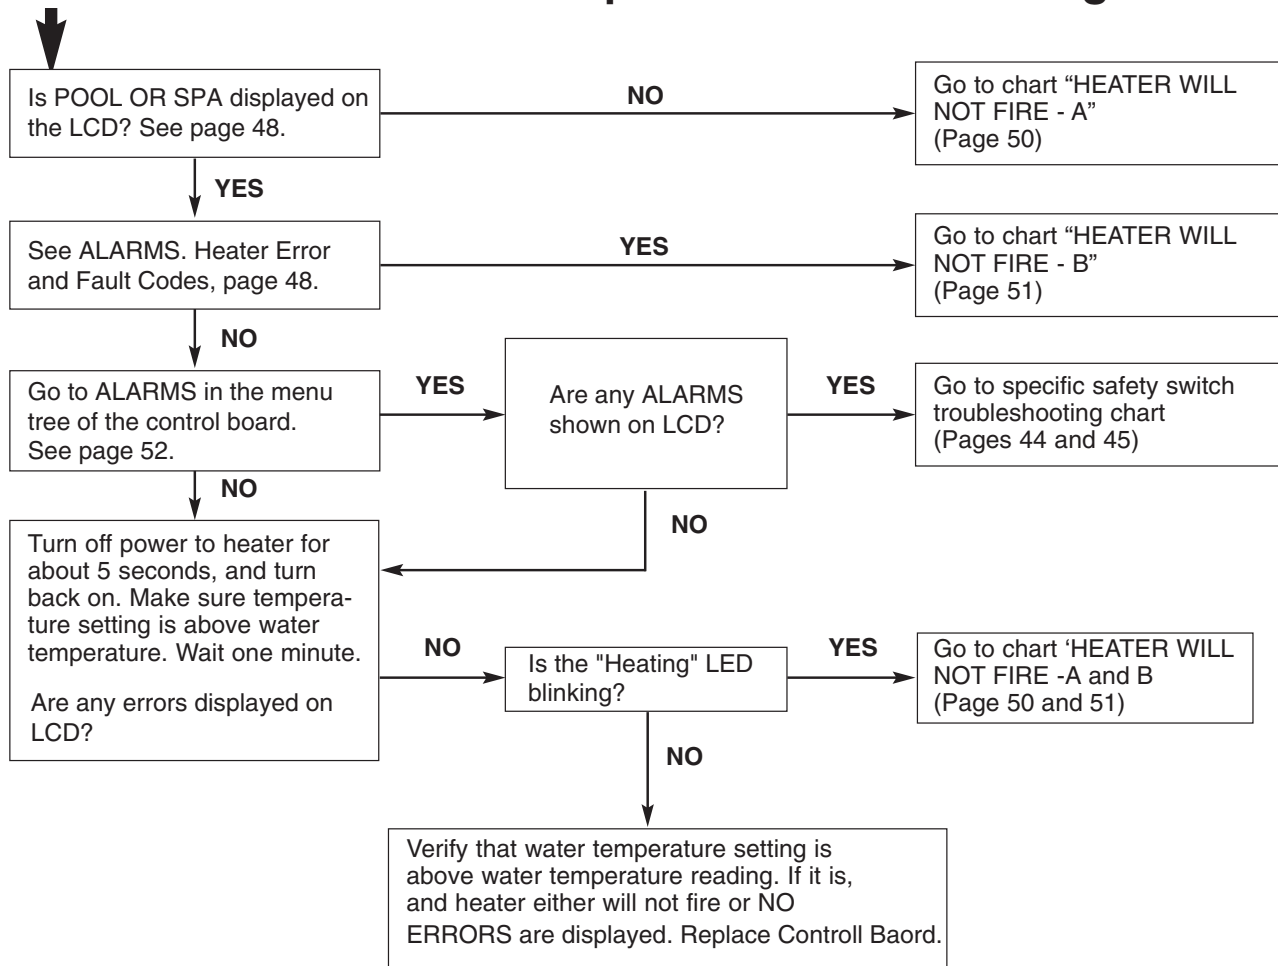 Is POOL OR SPA displayed on
the LCD? See page 48.
NO
Go to chart “HEATER WILL
NOT FIRE - A”
(Page 50)
YES
See ALARMS. Heater Error
and Fault Codes, page 48.
YES
Go to chart “HEATER WILL
NOT FIRE - B”
(Page 51)
NO
Go to ALARMS in the menu
tree of the control board.
See page 52.
YES
Are any ALARMS
shown on LCD?
YES
Go to specific safety switch
troubleshooting chart
(Pages 44 and 45)
NO
NO
Turn off power to heater for
about 5 seconds, and turn
back on. Make sure tempera-
ture setting is above water
temperature. Wait one minute.
Are any errors displayed on
LCD?
NO
Is the "Heating" LED
blinking?
YES
Go to chart ‘HEATER WILL
NOT FIRE -A and B
(Page 50 and 51)
NO
Verify that water temperature setting is
above water temperature reading. If it is,
and heater either will not fire or NO
ERRORS are displayed. Replace Controll Baord.